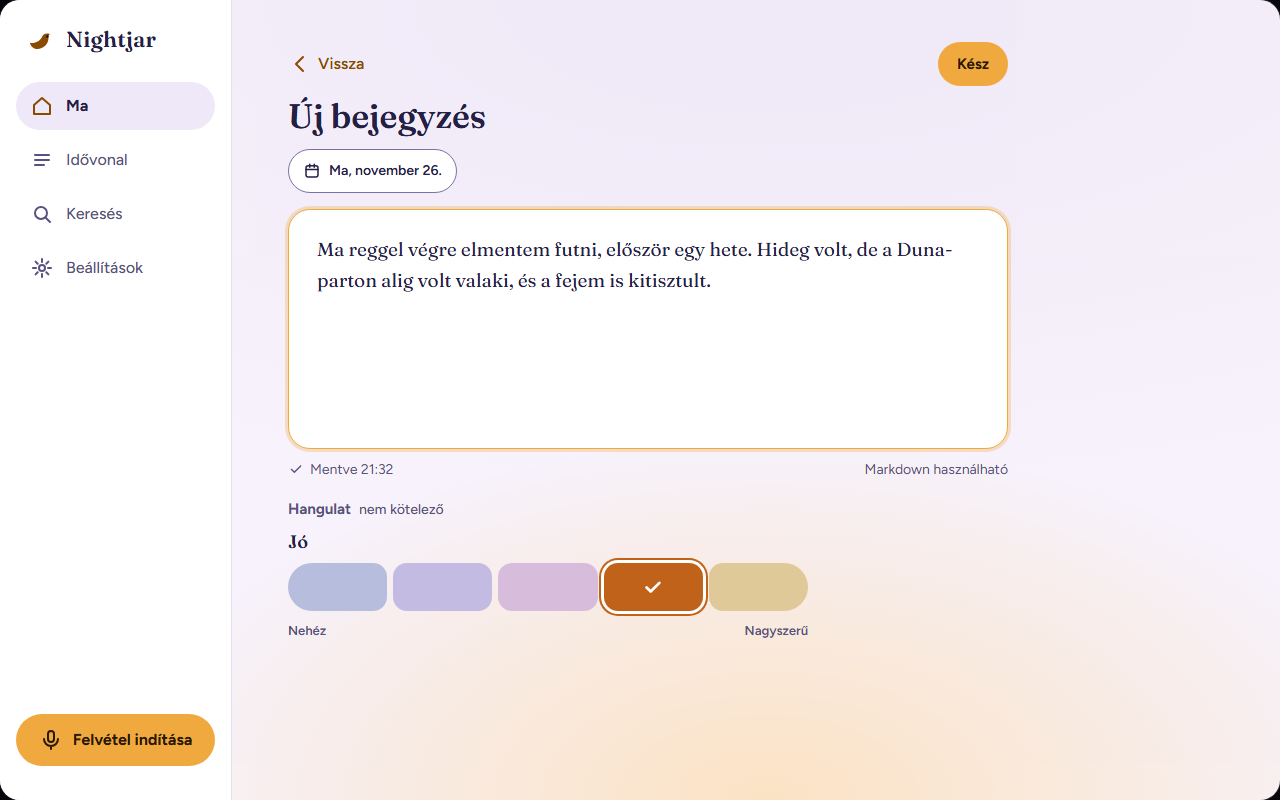 Nightjar
Ma
Idővonal
Keresés
Beállítások
Felvétel indítása
Vissza
Kész
Új bejegyzés
Ma, november 26.
Ma reggel végre elmentem futni, először egy hete. Hideg volt, de a Duna-
parton alig volt valaki, és a fejem is kitisztult.
Mentve 21:32
Markdown használható
Hangulat nem kötelező
Jó
Nehéz
Nagyszerű